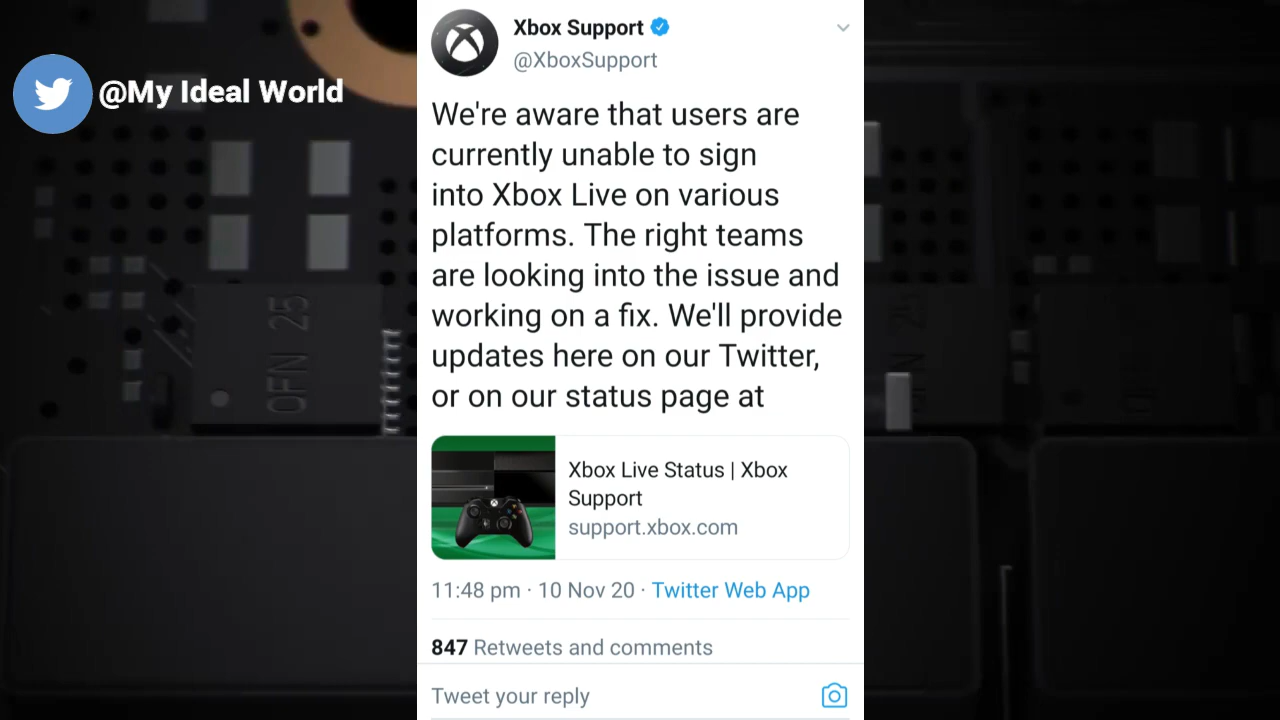 @My Ideal World
Xbox Support
@XboxSupport
We're aware that users are
currently unable to sign
into Xbox Live on various
platforms. The right teams
are looking into the issue and
working on a fix. We'll provide
updates here on our Twitter,
or on our status page at
Xbox Live Status | Xbox
Support
support.xbox.com
11:48 pm · 10 Nov 20 · Twitter Web App
847 Retweets and comments
Tweet your reply
QFN 25